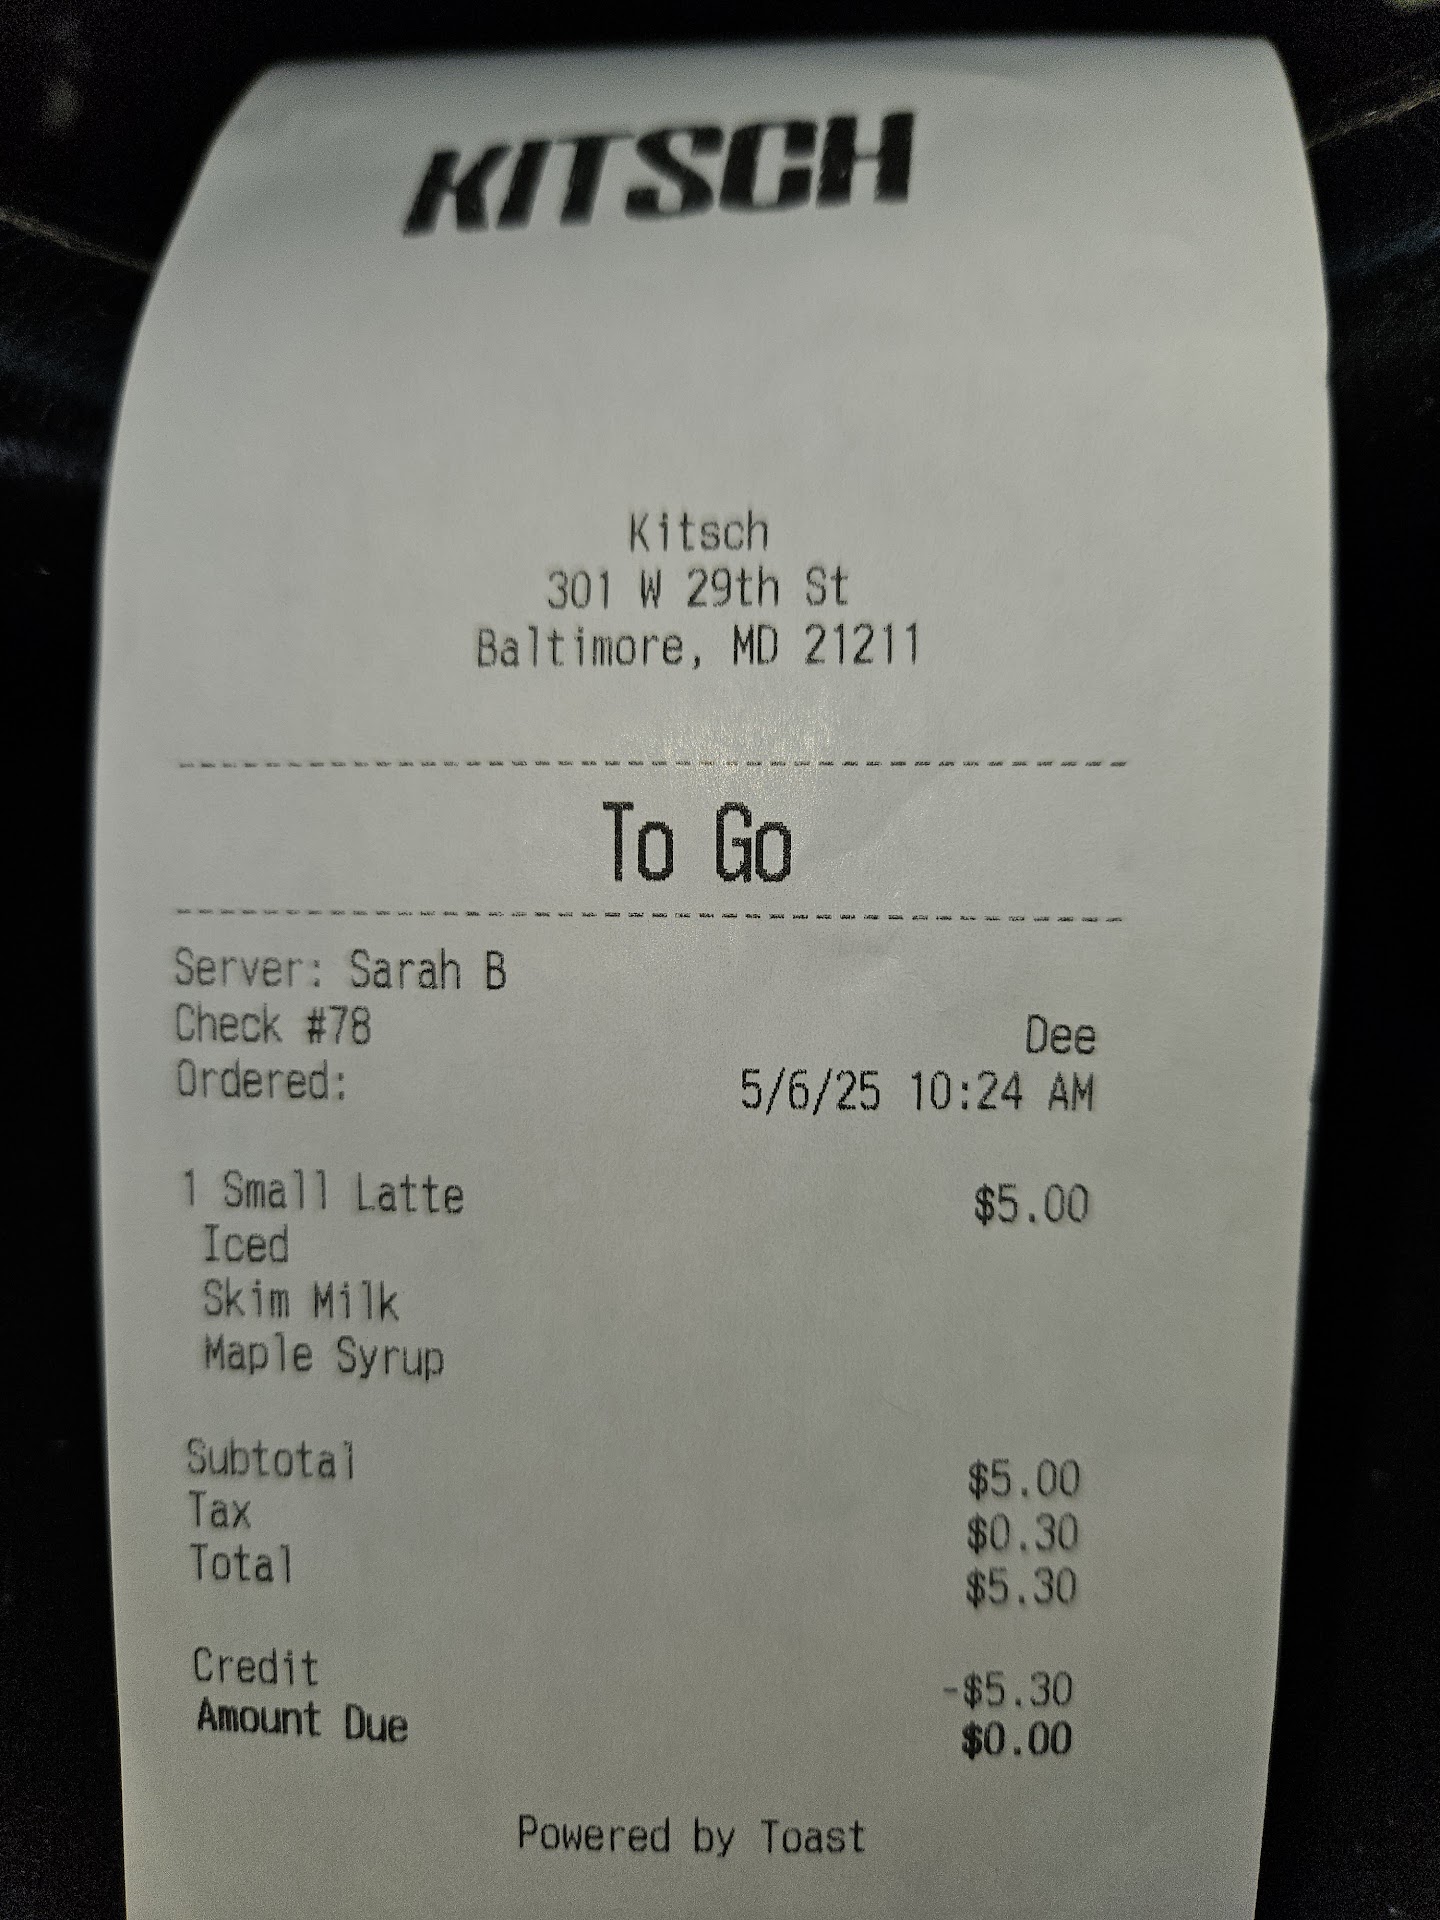 KITSCH
Kitsch
301 W 29th St
Baltimore, MD 21211
To Go
Server: Sarah B
Check #78 Dee
Ordered: 5/6/25 10:24 AM
1 Small Latte $5.00
Iced
Skim Milk
Maple Syrup
Subtotal $5.00
Tax $0.30
Total $5.30
Credit -$5.30
Amount Due $0.00
Powered by Toast